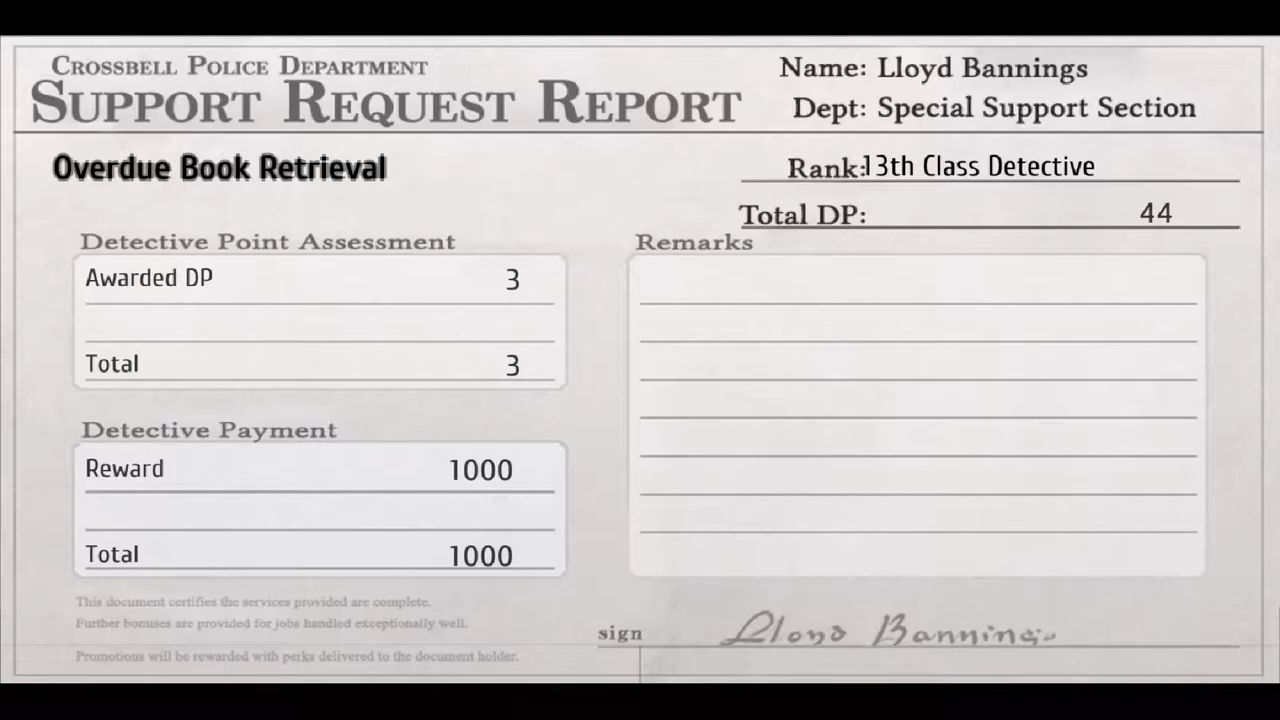 CROSSBELL POLICE DEPARTMENT
SUPPORT REQUEST REPORT
Name: Lloyd Bannings
Dept: Special Support Section
Overdue Book Retrieval
Rank: 13th Class Detective
Total DP: 44
Detective Point Assessment
Awarded DP 3
Total 3
Remarks
Detective Payment
Reward 1000
Total 1000
This document certifies the services provided are complete.
Further bonuses are provided for jobs handled exceptionally well.
Promotions will be rewarded with perks delivered to the document holder.
sign Lloyd Bannings